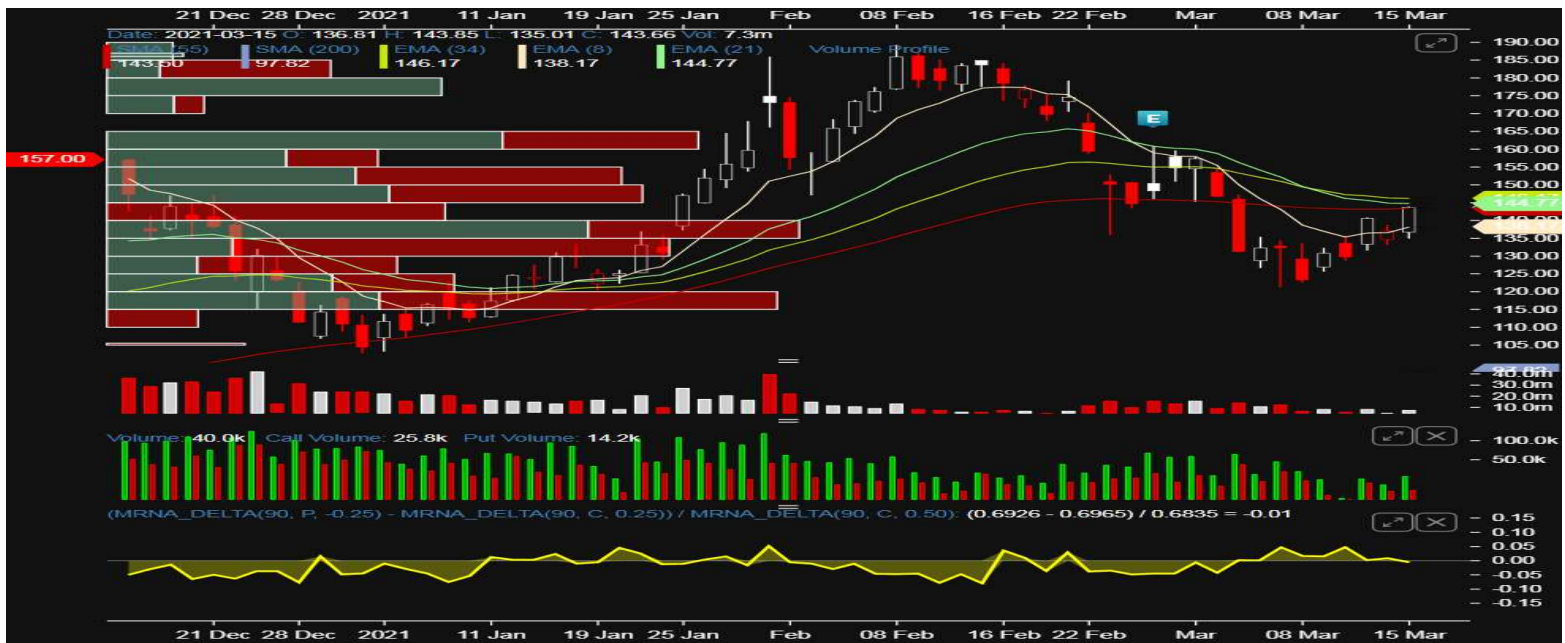 21 Dec 28 Dec 2021 11 Jan 19 Jan 25 Jan Feb 08 Feb 16 Feb 22 Feb Mar 08 Mar 15 Mar
Date: 2021-03-15 O: 136.81 H: 143.85 L: 135.01 C: 143.66 Vol: 7.3m
SMA (55) SMA (200) EMA (34) EMA (8) EMA (21) Volume Profile
143.50 97.82 146.17 138.17 144.77
190.00
185.00
180.00
175.00
170.00
165.00
E
160.00
157.00
155.00
150.00
144.77
140.00
135.00
130.00
125.00
120.00
115.00
110.00
105.00
97.82
40.0m
30.0m
20.0m
10.0m
Volume: 40.0k Call Volume: 25.8k Put Volume: 14.2k
100.0k
50.0k
(MRNA_DELTA(90, P, -0.25) - MRNA_DELTA(90, C, 0.25)) / MRNA_DELTA(90, C, 0.50): (0.6926 - 0.6965) / 0.6835 = -0.01
0.15
0.10
0.05
0.00
-0.05
-0.10
-0.15
21 Dec 28 Dec 2021 11 Jan 19 Jan 25 Jan Feb 08 Feb 16 Feb 22 Feb Mar 08 Mar 15 Mar